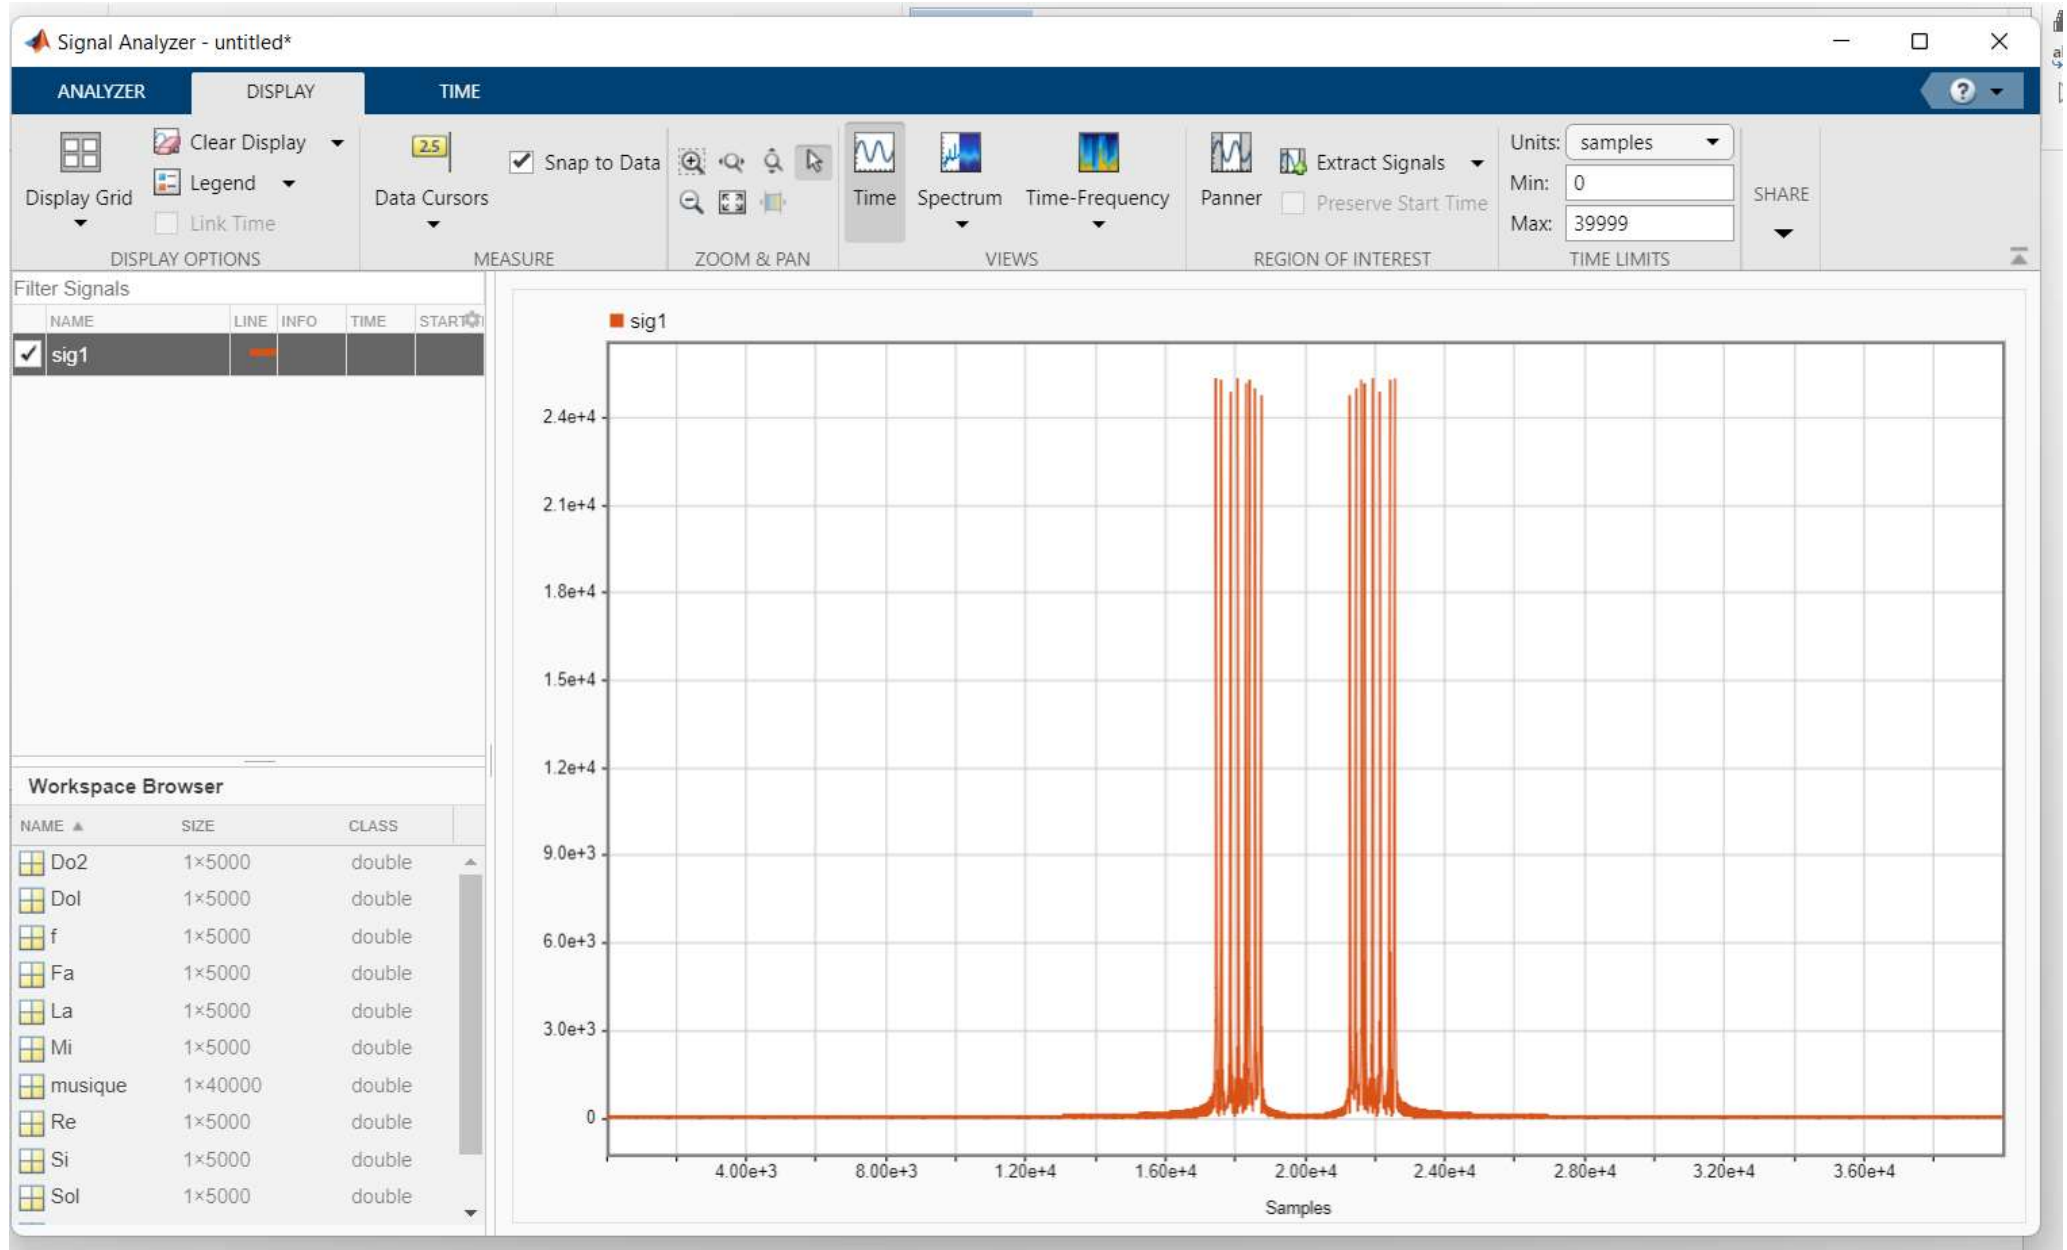 Signal Analyzer - untitled*
ANALYZER DISPLAY TIME
Display Grid
Clear Display
Legend
Link Time
DISPLAY OPTIONS
2.5
Data Cursors
Snap to Data
MEASURE
ZOOM & PAN
Time
Spectrum
Time-Frequency
VIEWS
Panner
Extract Signals
Preserve Start Time
REGION OF INTEREST
Units: samples
Min: 0
Max: 39999
TIME LIMITS
SHARE
Filter Signals
NAME LINE INFO TIME START
sig1
Workspace Browser
NAME SIZE CLASS
Do2 1×5000 double
DoI 1×5000 double
f 1×5000 double
Fa 1×5000 double
La 1×5000 double
Mi 1×5000 double
musique 1×40000 double
Re 1×5000 double
Si 1×5000 double
Sol 1×5000 double
sig1
2.4e+4
2.1e+4
1.8e+4
1.5e+4
1.2e+4
9.0e+3
6.0e+3
3.0e+3
0
4.00e+3 8.00e+3 1.20e+4 1.60e+4 2.00e+4 2.40e+4 2.80e+4 3.20e+4 3.60e+4
Samples